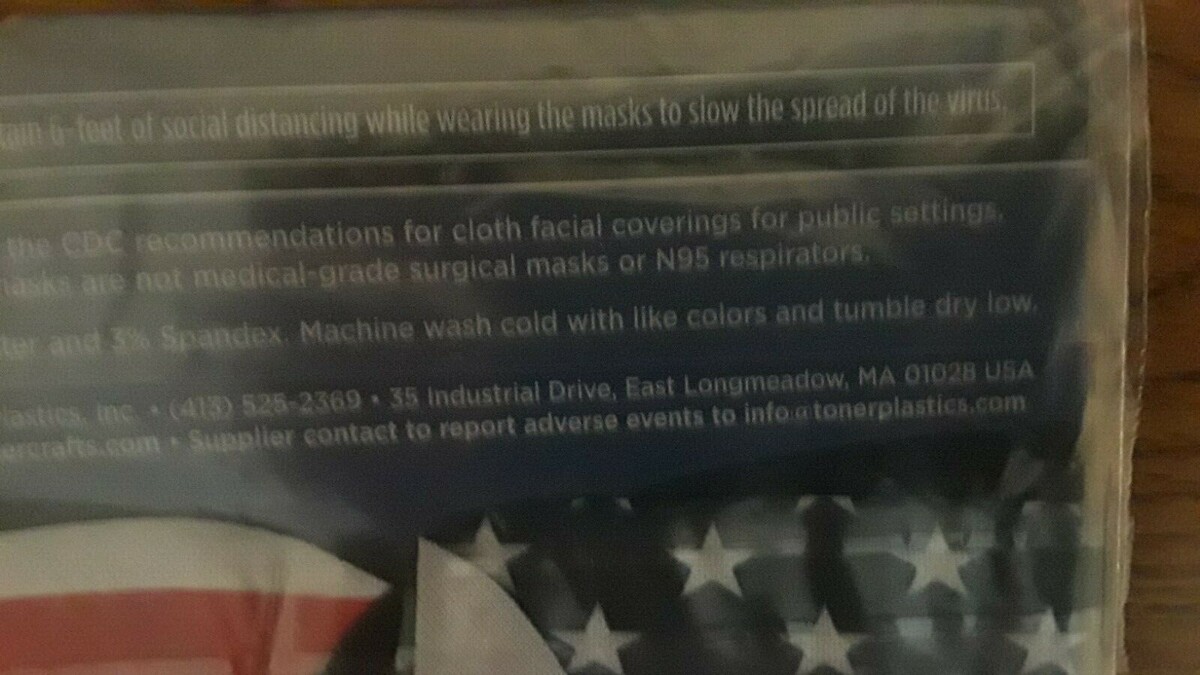 6-feet of social distancing while wearing the masks to slow the spread of the virus.
the CDC recommendations for cloth facial coverings for public settings.
masks are not medical-grade surgical masks or N95 respirators.
and 3% Spandex. Machine wash cold with like colors and tumble dry low.
lastics, Inc. • (413) 525-2369 • 35 Industrial Drive, East Longmeadow, MA 01028 USA
ercrafts.com • Supplier contact to report adverse events to info@tonerplastics.com